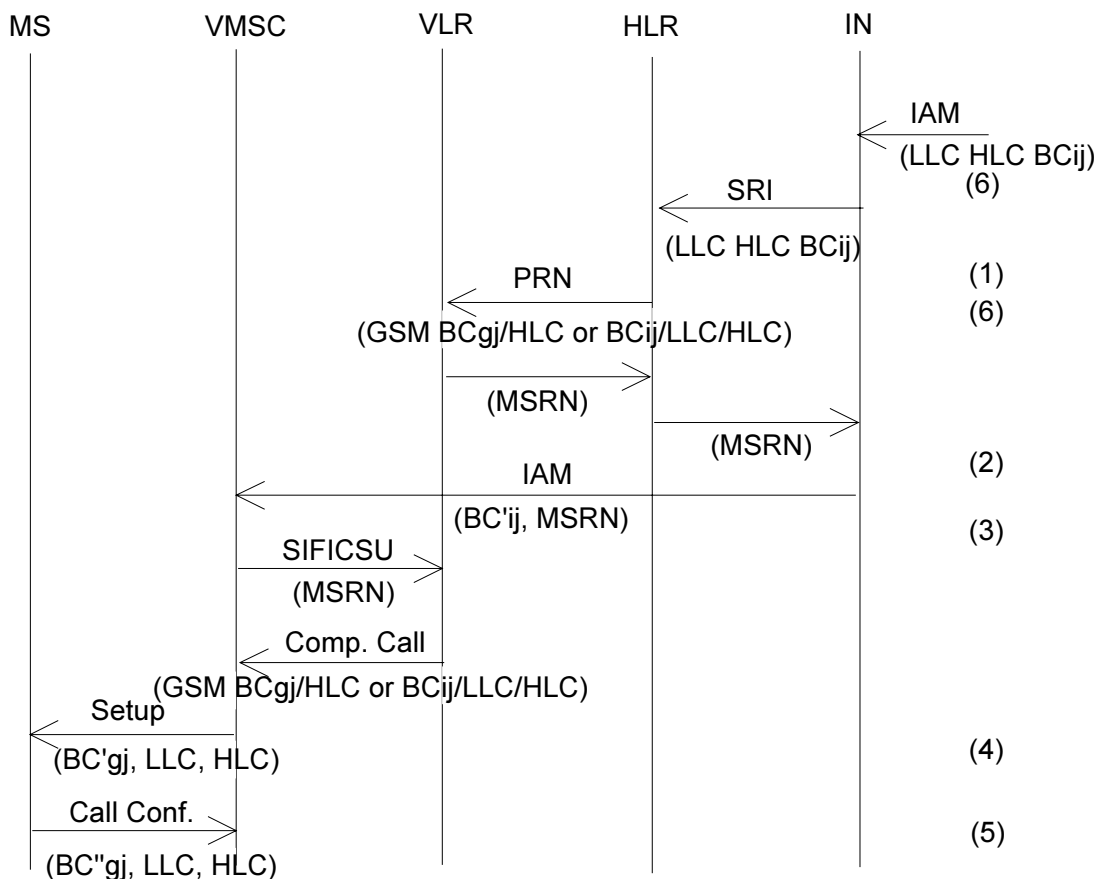 MS VMSC VLR HLR IN
IAM
(LLC HLC BCij)
(6)
SRI
(LLC HLC BCij)
(1)
PRN
(6)
(GSM BCgj/HLC or BCij/LLC/HLC)
(MSRN)
(MSRN)
(2)
IAM
(BC'ij, MSRN)
(3)
SIFICSU
(MSRN)
Comp. Call
(GSM BCgj/HLC or BCij/LLC/HLC)
Setup
(BC'gj, LLC, HLC)
(4)
Call Conf.
(5)
(BC"gj, LLC, HLC)